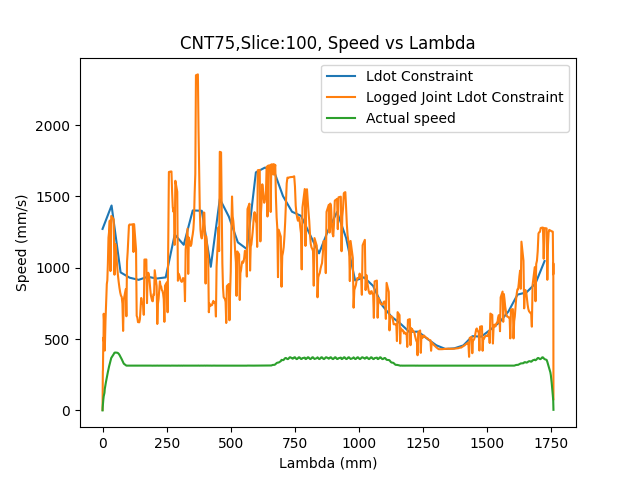 CNT75,Slice:100, Speed vs Lambda
Ldot Constraint
Logged Joint Ldot Constraint
Actual speed
Speed (mm/s)
2000
1500
1000
500
0
0 250 500 750 1000 1250 1500 1750
Lambda (mm)